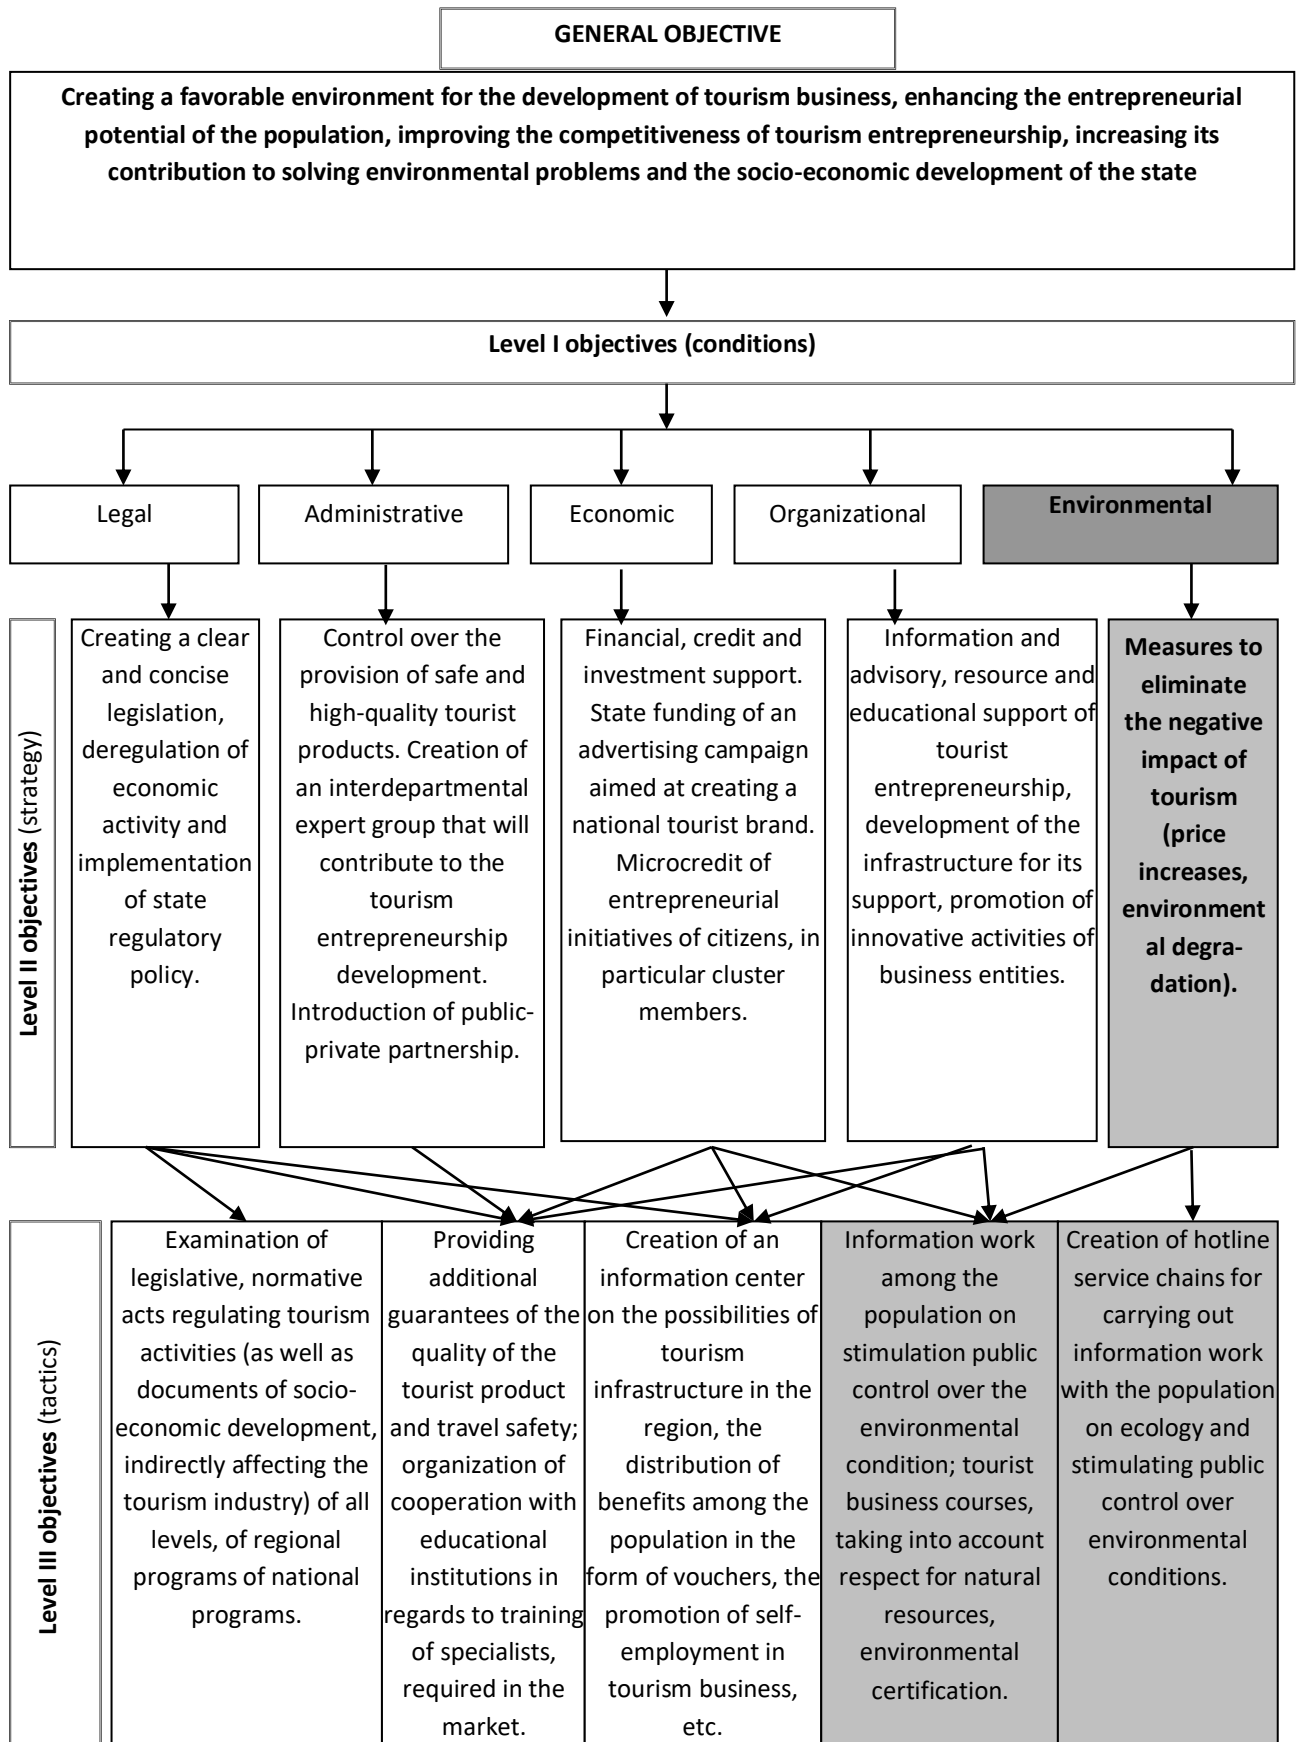 GENERAL OBJECTIVE
Creating a favorable environment for the development of tourism business, enhancing the entrepreneurial
potential of the population, improving the competitiveness of tourism entrepreneurship, increasing its
contribution to solving environmental problems and the socio-economic development of the state
Level I objectives (conditions)
Legal
Administrative
Economic
Organizational
Environmental
Level II objectives (strategy)
Creating a clear
and concise
legislation,
deregulation of
economic
activity and
implementation
of state
regulatory
policy.
Control over the
provision of safe and
high-quality tourist
products. Creation of
an interdepartmental
expert group that will
contribute to the
tourism
entrepreneurship
development.
Introduction of public-
private partnership.
Financial, credit and
investment support.
State funding of an
advertising campaign
aimed at creating a
national tourist brand.
Microcredit of
entrepreneurial
initiatives of citizens, in
particular cluster
members.
Information and
advisory, resource and
educational support of
tourist
entrepreneurship,
development of the
infrastructure for its
support, promotion of
innovative activities of
business entities.
Measures to
eliminate
the negative
impact of
tourism
(price
increases,
environment
al degra-
dation).
Level III objectives (tactics)
Examination of
legislative, normative
acts regulating tourism
activities (as well as
documents of socio-
economic development,
indirectly affecting the
tourism industry) of all
levels, of regional
programs of national
programs.
Providing
additional
guarantees of the
quality of the
tourist product
and travel safety;
organization of
cooperation with
educational
institutions in
regards to training
of specialists,
required in the
market.
Creation of an
information center
on the possibilities of
tourism
infrastructure in the
region, the
distribution of
benefits among the
population in the
form of vouchers, the
promotion of self-
employment in
tourism business,
etc.
Information work
among the
population on
stimulation public
control over the
environmental
condition; tourist
business courses,
taking into account
respect for natural
resources,
environmental
certification.
Creation of hotline
service chains for
carrying out
information work
with the population
on ecology and
stimulating public
control over
environmental
conditions.